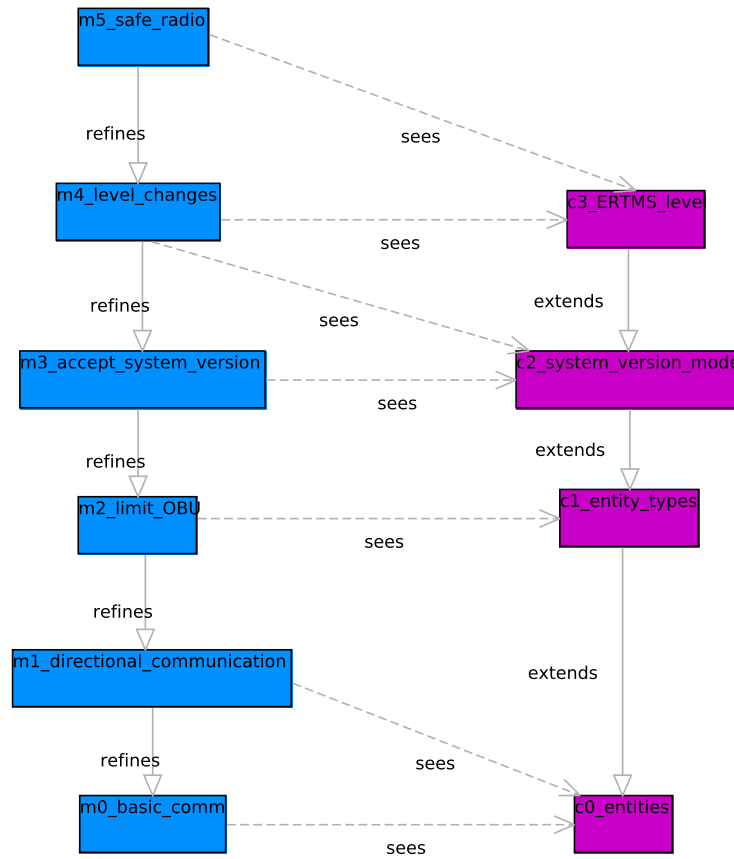 m5_safe_radio
refines
sees
m4_level_changes
c3_ERTMS_level
sees
refines
extends
sees
m3_accept_system_version
c2_system_version_mode
sees
refines
extends
m2_limit_OBU
c1_entity_types
sees
refines
m1_directional_communication
extends
refines
sees
m0_basic_comm
c0_entities
sees